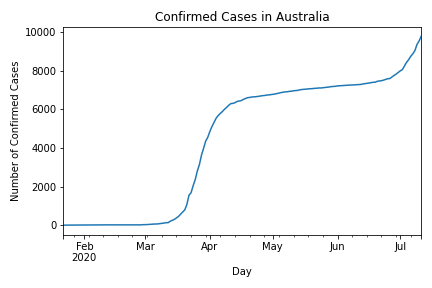 Confirmed Cases in Australia
Number of Confirmed Cases
10000
8000
6000
4000
2000
0
Feb
2020
Mar
Apr
May
Jun
Jul
Day